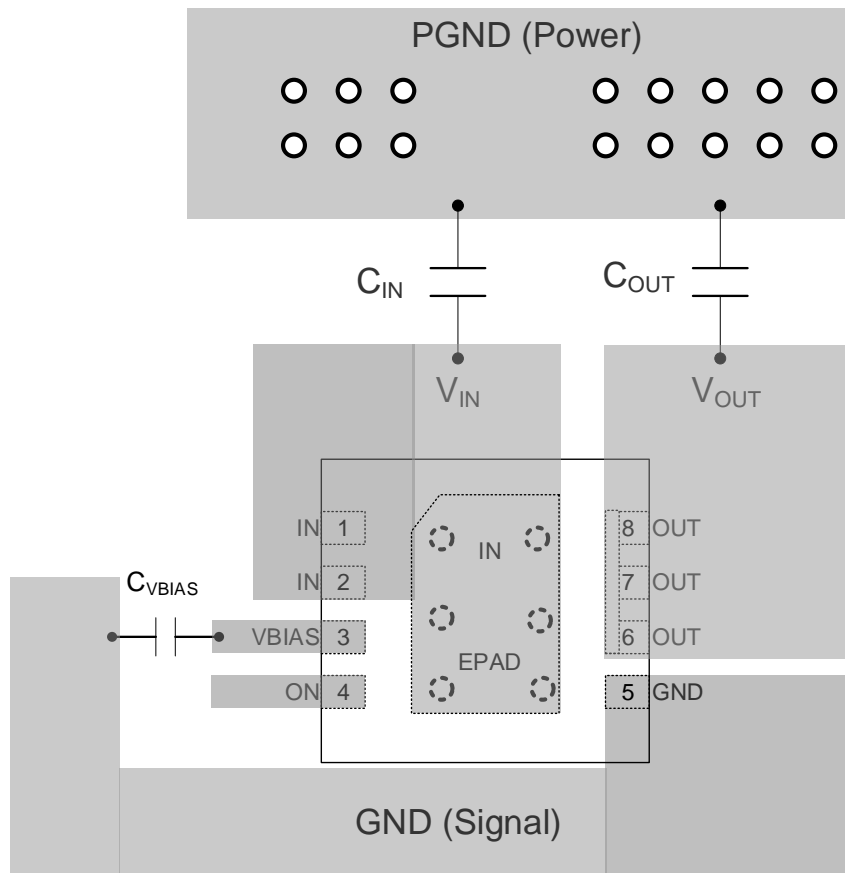 PGND (Power)
CIN
COUT
VIN
VOUT
IN 1
IN
8 OUT
IN 2
7 OUT
CVBIAS
VBIAS 3
6 OUT
EPAD
ON 4
5 GND
GND (Signal)